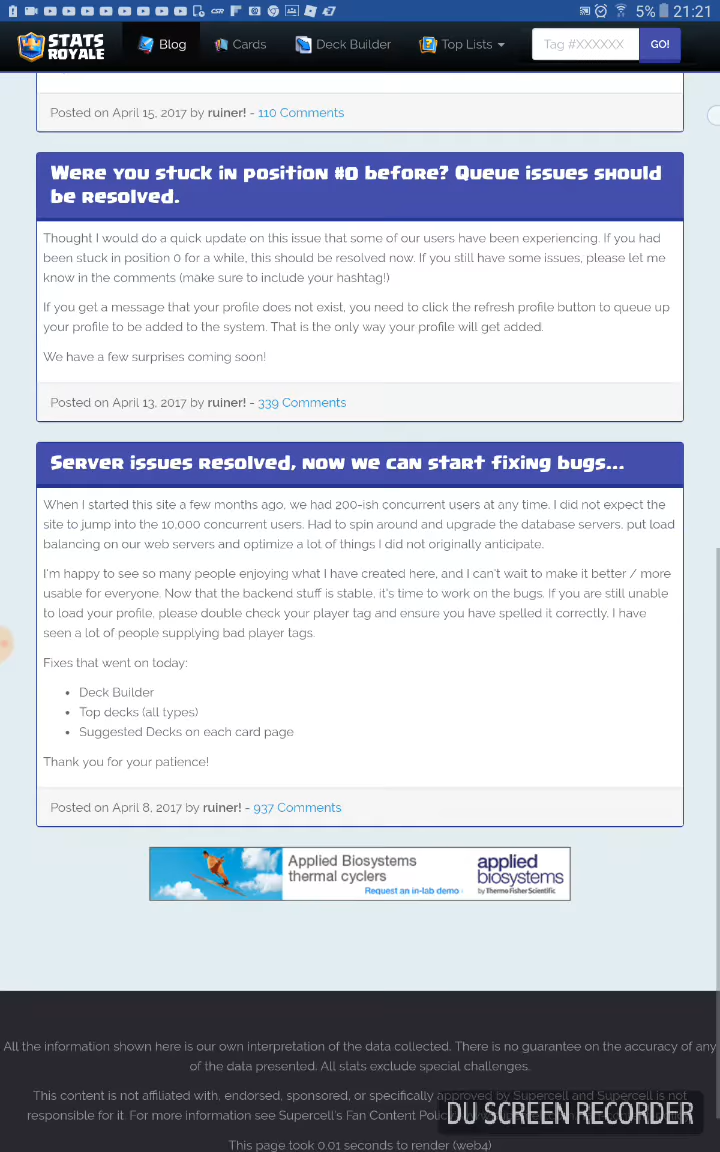 5% 21:21
STATS ROYALE Blog Cards Deck Builder Top Lists Tag #XXXXXX GO!
Posted on April 15, 2017 by ruiner! - 110 Comments
Were you stuck in position #0 before? Queue issues should
be resolved.
Thought I would do a quick update on this issue that some of our users have been experiencing. If you had
been stuck in position 0 for a while, this should be resolved now. If you still have some issues, please let me
know in the comments (make sure to include your hashtag!)
If you get a message that your profile does not exist, you need to click the refresh profile button to queue up
your profile to be added to the system. That is the only way your profile will get added.
We have a few surprises coming soon!
Posted on April 13, 2017 by ruiner! - 339 Comments
Server issues resolved, now we can start fixing bugs...
When I started this site a few months ago, we had 200-ish concurrent users at any time. I did not expect the
site to jump into the 10,000 concurrent users. Had to spin around and upgrade the database servers, put load
balancing on our web servers and optimize a lot of things I did not originally anticipate.
I'm happy to see so many people enjoying what I have created here, and I can't wait to make it better / more
usable for everyone. Now that the backend stuff is stable, it's time to work on the bugs. If you are still unable
to load your profile, please double check your player tag and ensure you have spelled it correctly. I have
seen a lot of people supplying bad player tags.
Fixes that went on today:
• Deck Builder
• Top decks (all types)
• Suggested Decks on each card page
Thank you for your patience!
Posted on April 8, 2017 by ruiner! - 937 Comments
Applied Biosystems
thermal cyclers
Request an in-lab demo
applied
biosystems
by Thermo Fisher Scientific
All the information shown here is our own interpretation of the data collected. There is no guarantee on the accuracy of any
of the data presented. All stats exclude special challenges.
This content is not affiliated with, endorsed, sponsored, or specifically approved by Supercell and Supercell is not
responsible for it. For more information see Supercell's Fan Content
DU SCREEN RECORDER
This page took 0.01 seconds to render (web4)